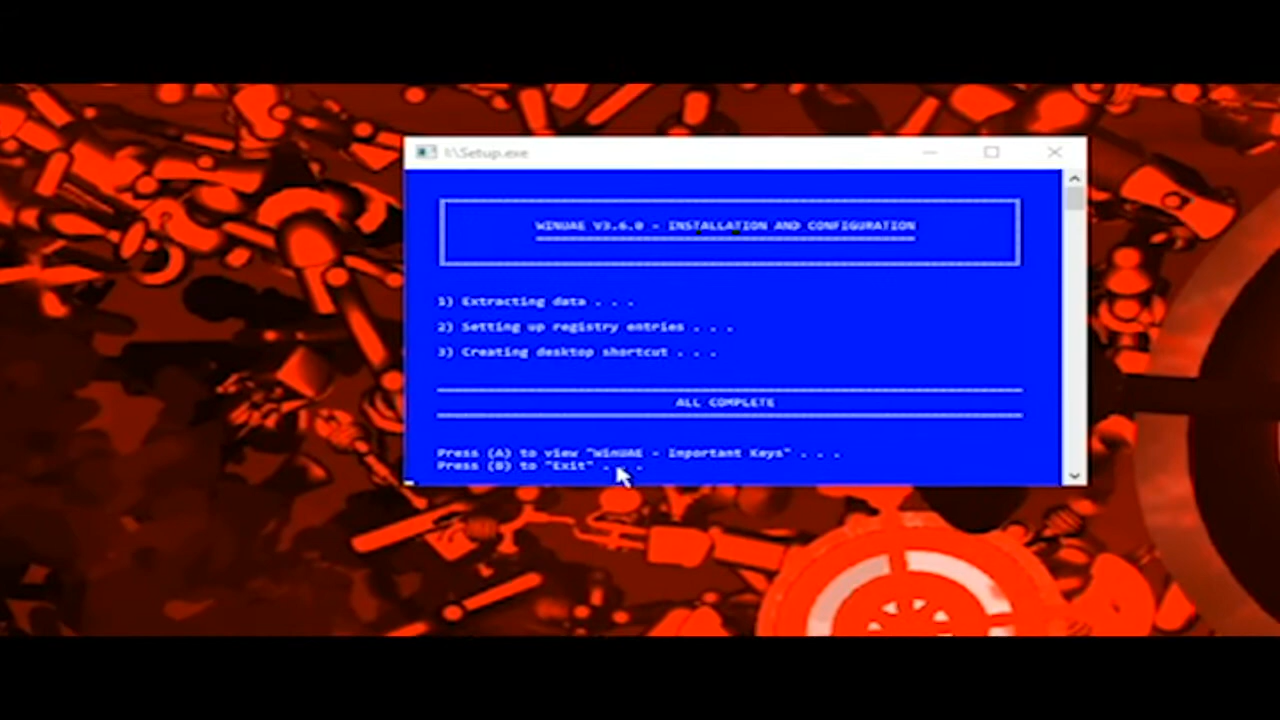 I:\Setup.exe
WINUAE V3.6.0 - INSTALLATION AND CONFIGURATION
1) Extracting data . . .
2) Setting up registry entries . . .
3) Creating desktop shortcut . . .
ALL COMPLETE
Press (A) to view "WinUAE - Important Keys" . . .
Press (B) to "Exit" . . .